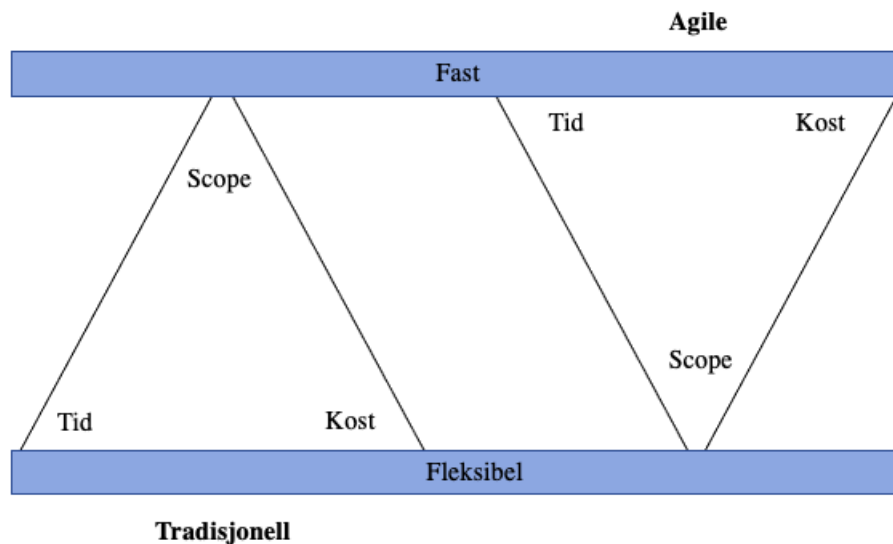 Agile
Fast
Tid Kost
Scope
Scope
Tid Kost
Fleksibel
Tradisjonell